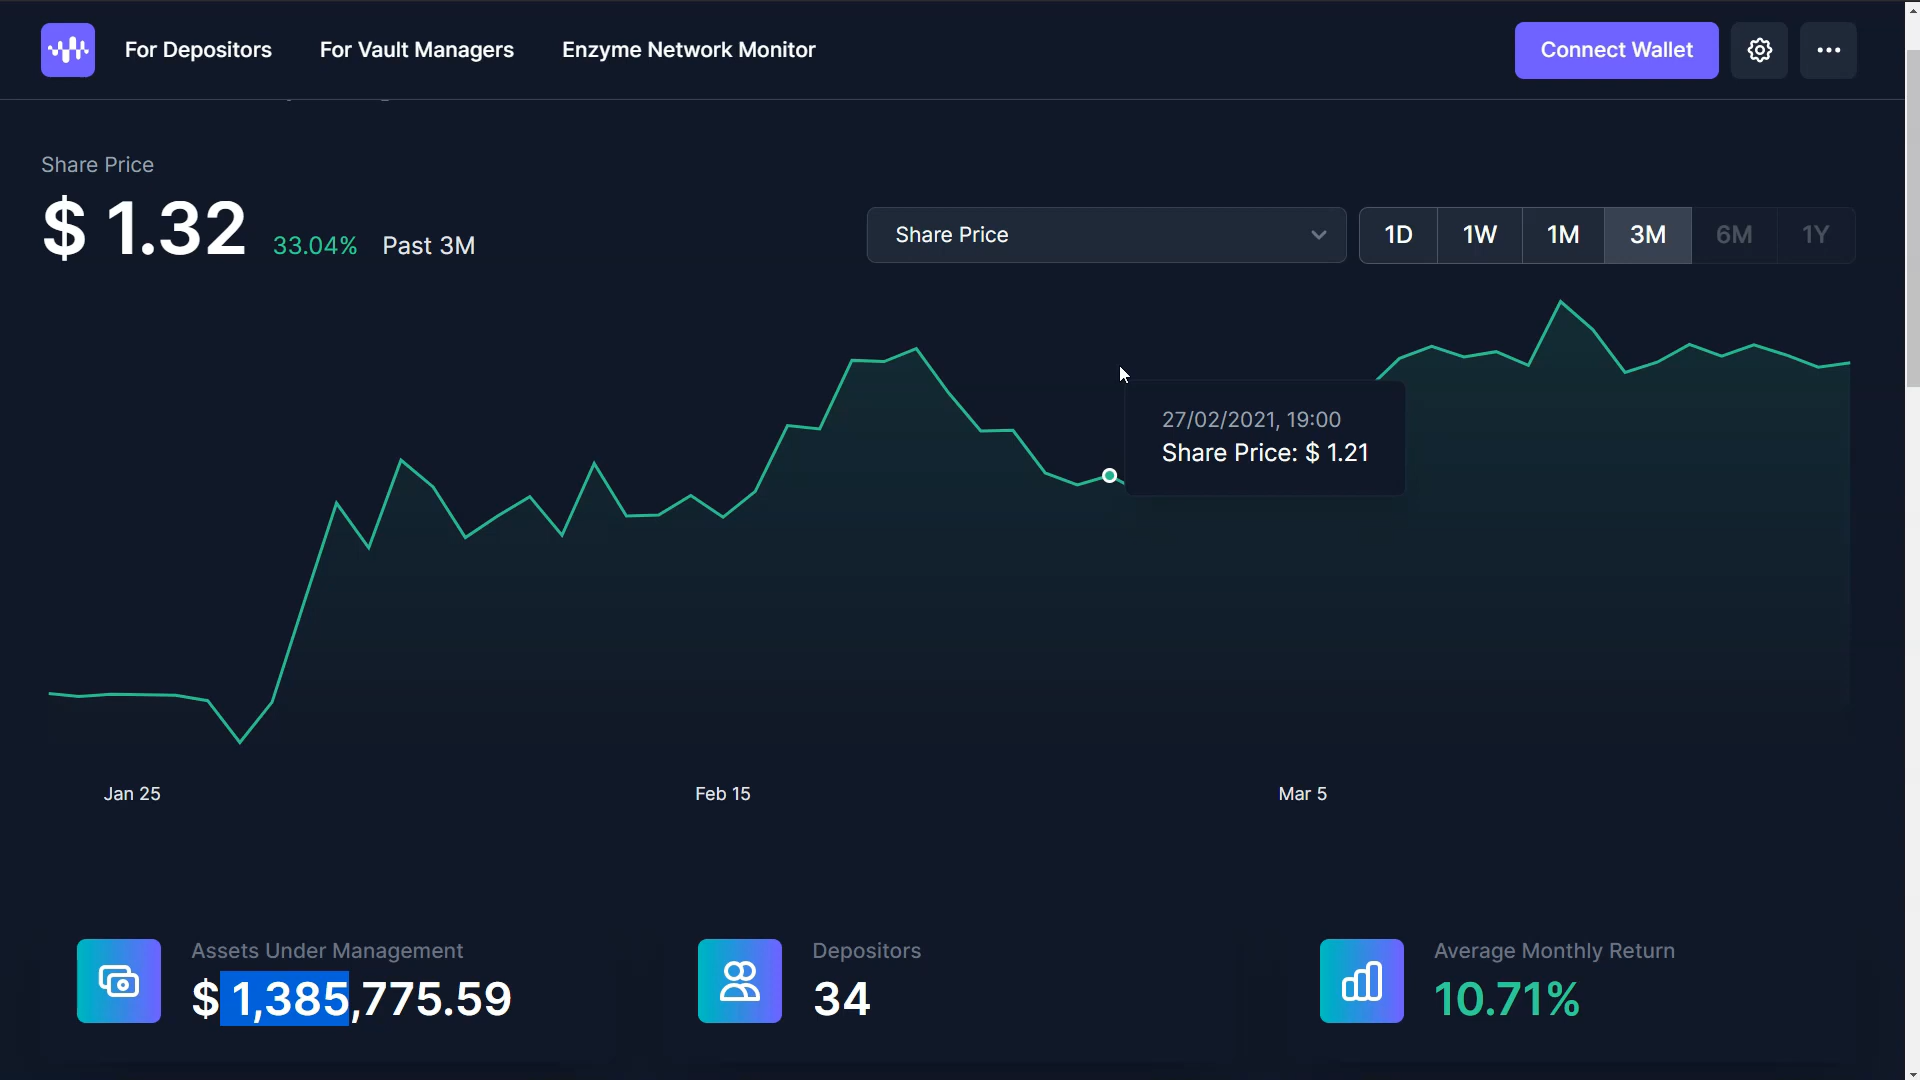 For Depositors For Vault Managers Enzyme Network Monitor Connect Wallet
Share Price
$ 1.32 33.04% Past 3M
Share Price 1D 1W 1M 3M 6M 1Y
27/02/2021, 19:00
Share Price: $ 1.21
Jan 25 Feb 15 Mar 5
Assets Under Management
$ 1,385,775.59
Depositors
34
Average Monthly Return
10.71%